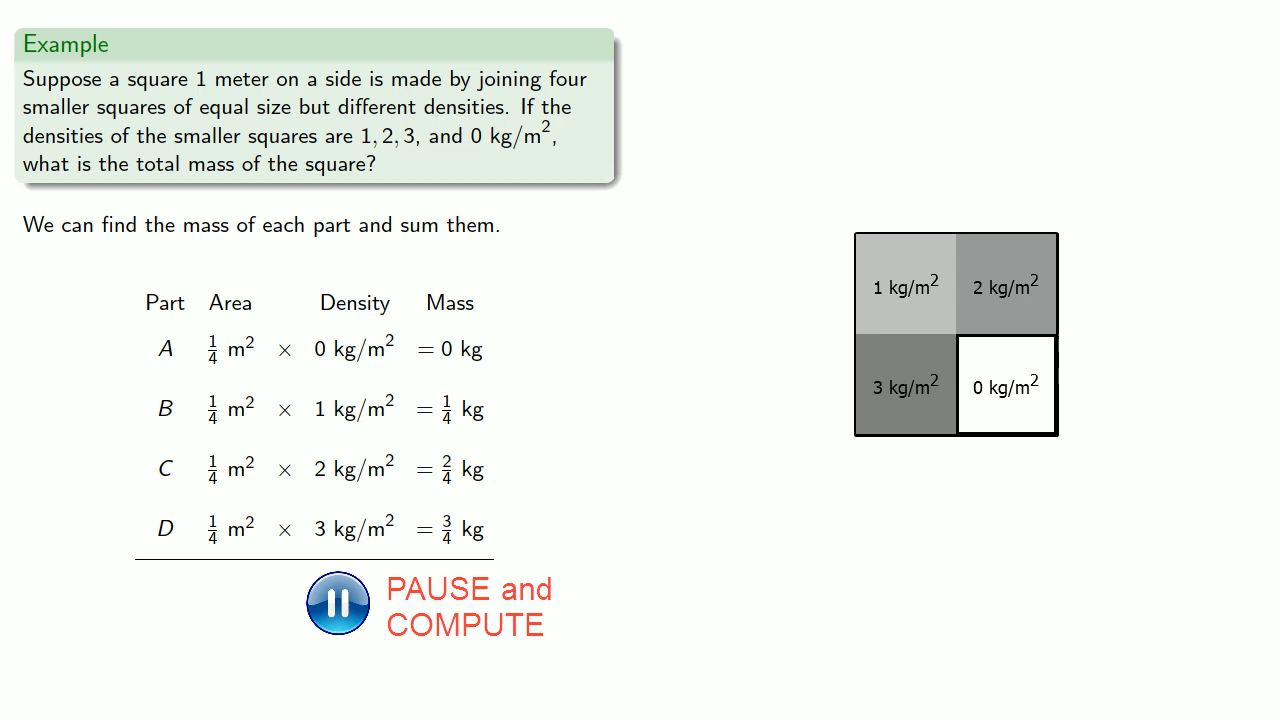 Example
Suppose a square 1 meter on a side is made by joining four
smaller squares of equal size but different densities. If the
densities of the smaller squares are 1, 2, 3, and 0 kg/m²,
what is the total mass of the square?
We can find the mass of each part and sum them.
Part Area Density Mass
A 1/4 m² × 0 kg/m² = 0 kg
B 1/4 m² × 1 kg/m² = 1/4 kg
C 1/4 m² × 2 kg/m² = 2/4 kg
D 1/4 m² × 3 kg/m² = 3/4 kg
PAUSE and
COMPUTE
1 kg/m² 2 kg/m²
3 kg/m² 0 kg/m²